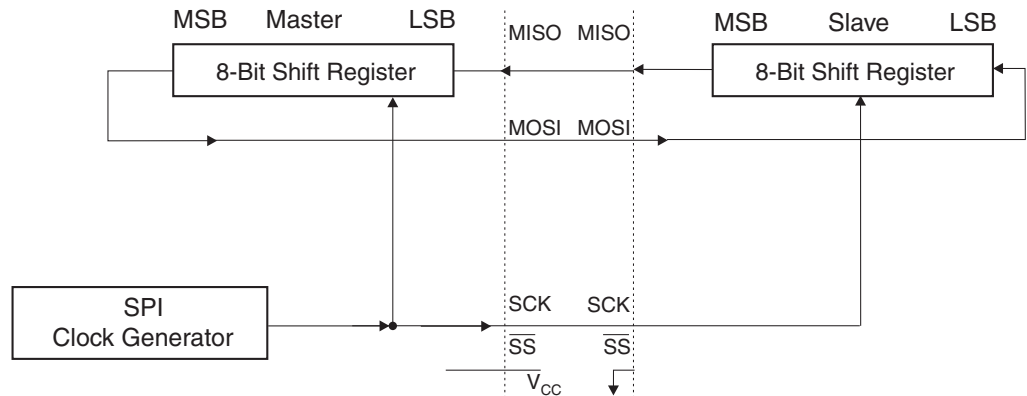 MSB Master LSB
MISO MISO
MSB Slave LSB
8-Bit Shift Register
8-Bit Shift Register
MOSI MOSI
SPI
Clock Generator
SCK SCK
SS SS
VCC